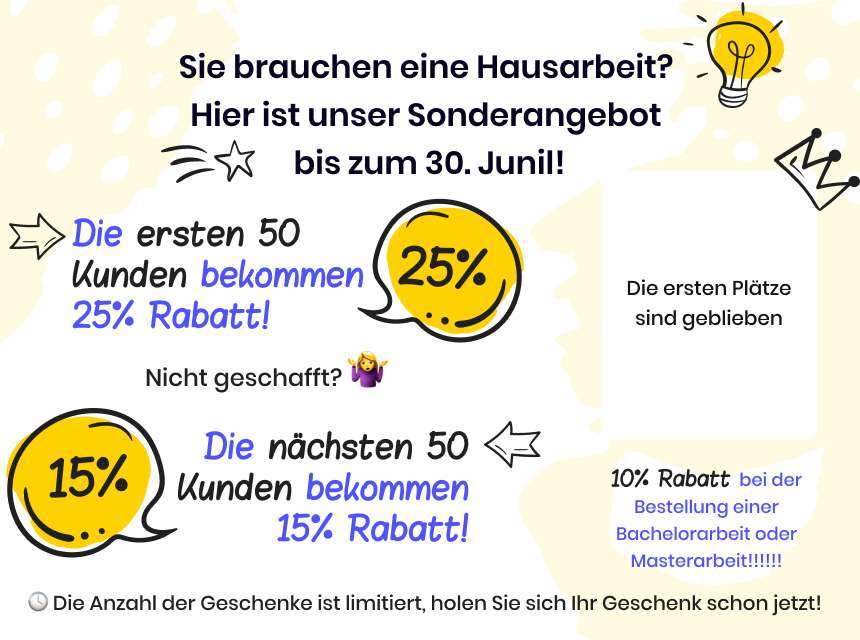 Sie brauchen eine Hausarbeit?
Hier ist unser Sonderangebot
bis zum 30. Junil!
Die ersten 50
Kunden bekommen
25% Rabatt!
25%
Die ersten Plätze
sind geblieben
Nicht geschafft?
15%
Die nächsten 50
Kunden bekommen
15% Rabatt!
10% Rabatt bei der
Bestellung einer
Bachelorarbeit oder
Masterarbeit!!!!!!
Die Anzahl der Geschenke ist limitiert, holen Sie sich Ihr Geschenk schon jetzt!